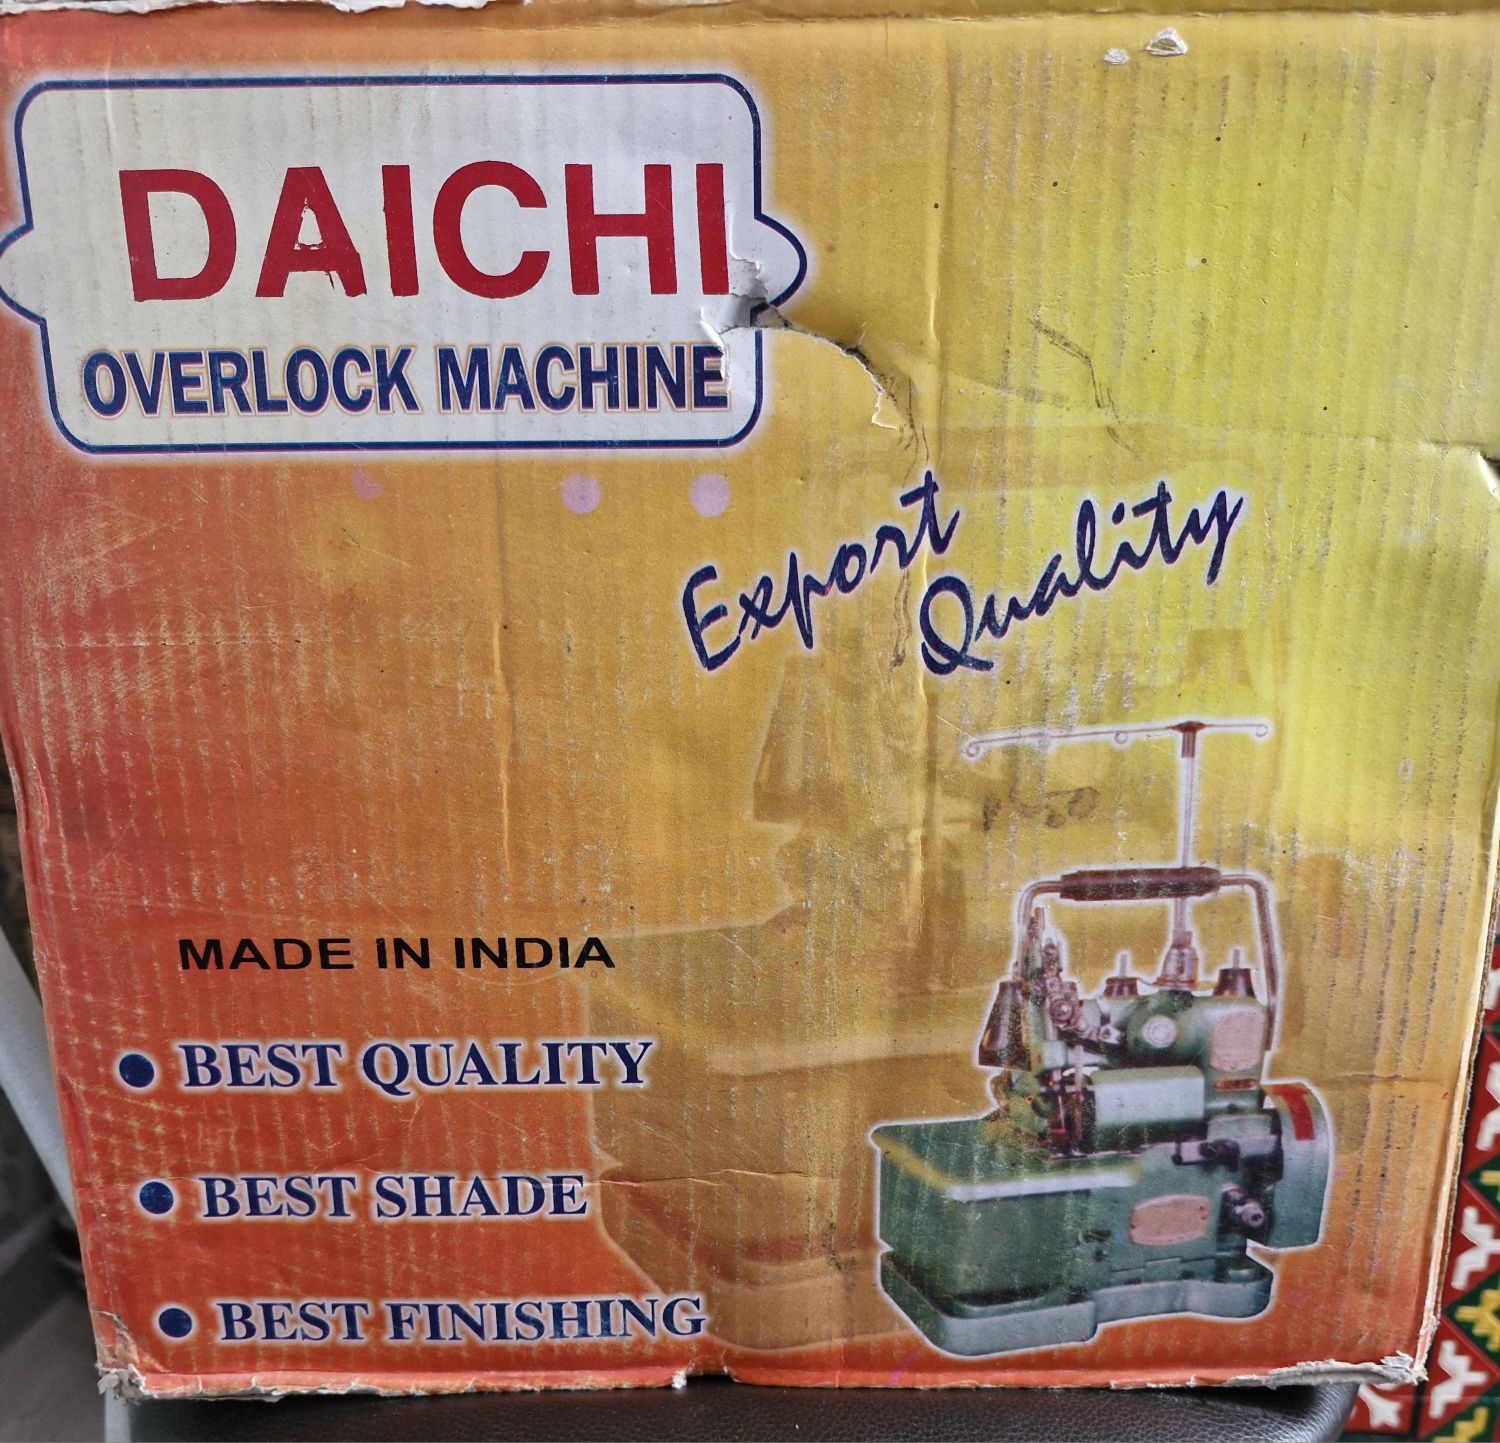 DAICHI
OVERLOCK MACHINE
Export
Quality
MADE IN INDIA
● BEST QUALITY
● BEST SHADE
● BEST FINISHING